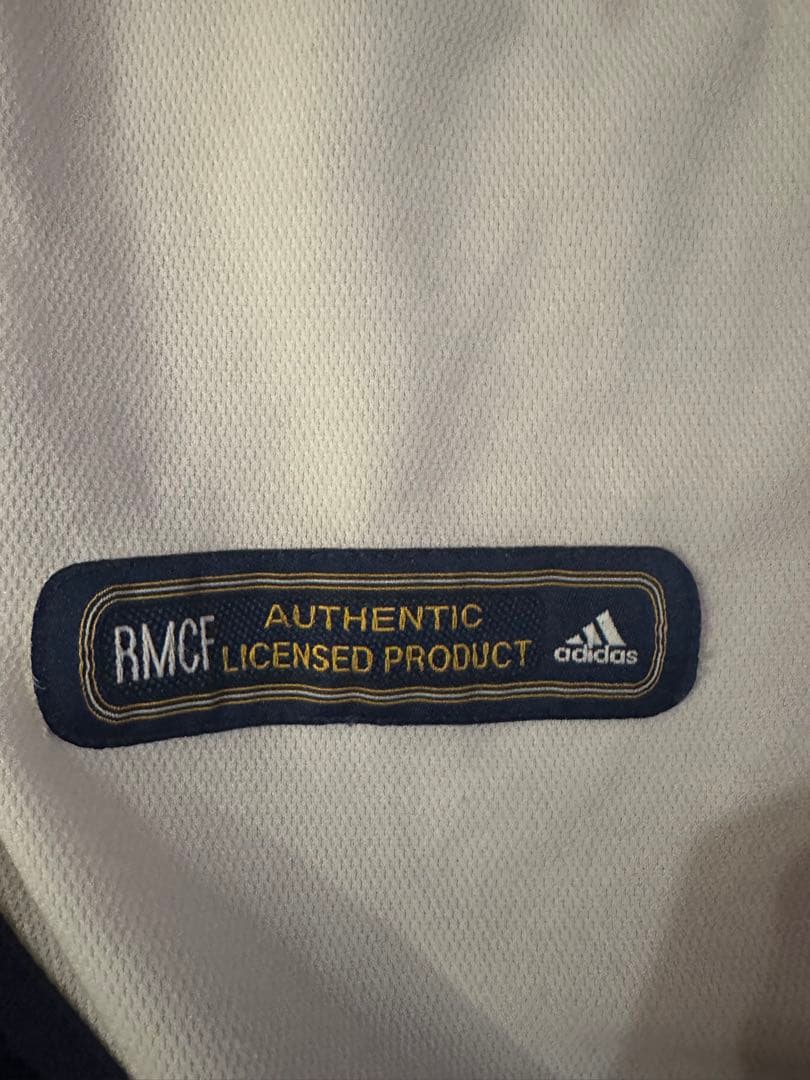 RMCF
AUTHENTIC
LICENSED PRODUCT
adidas